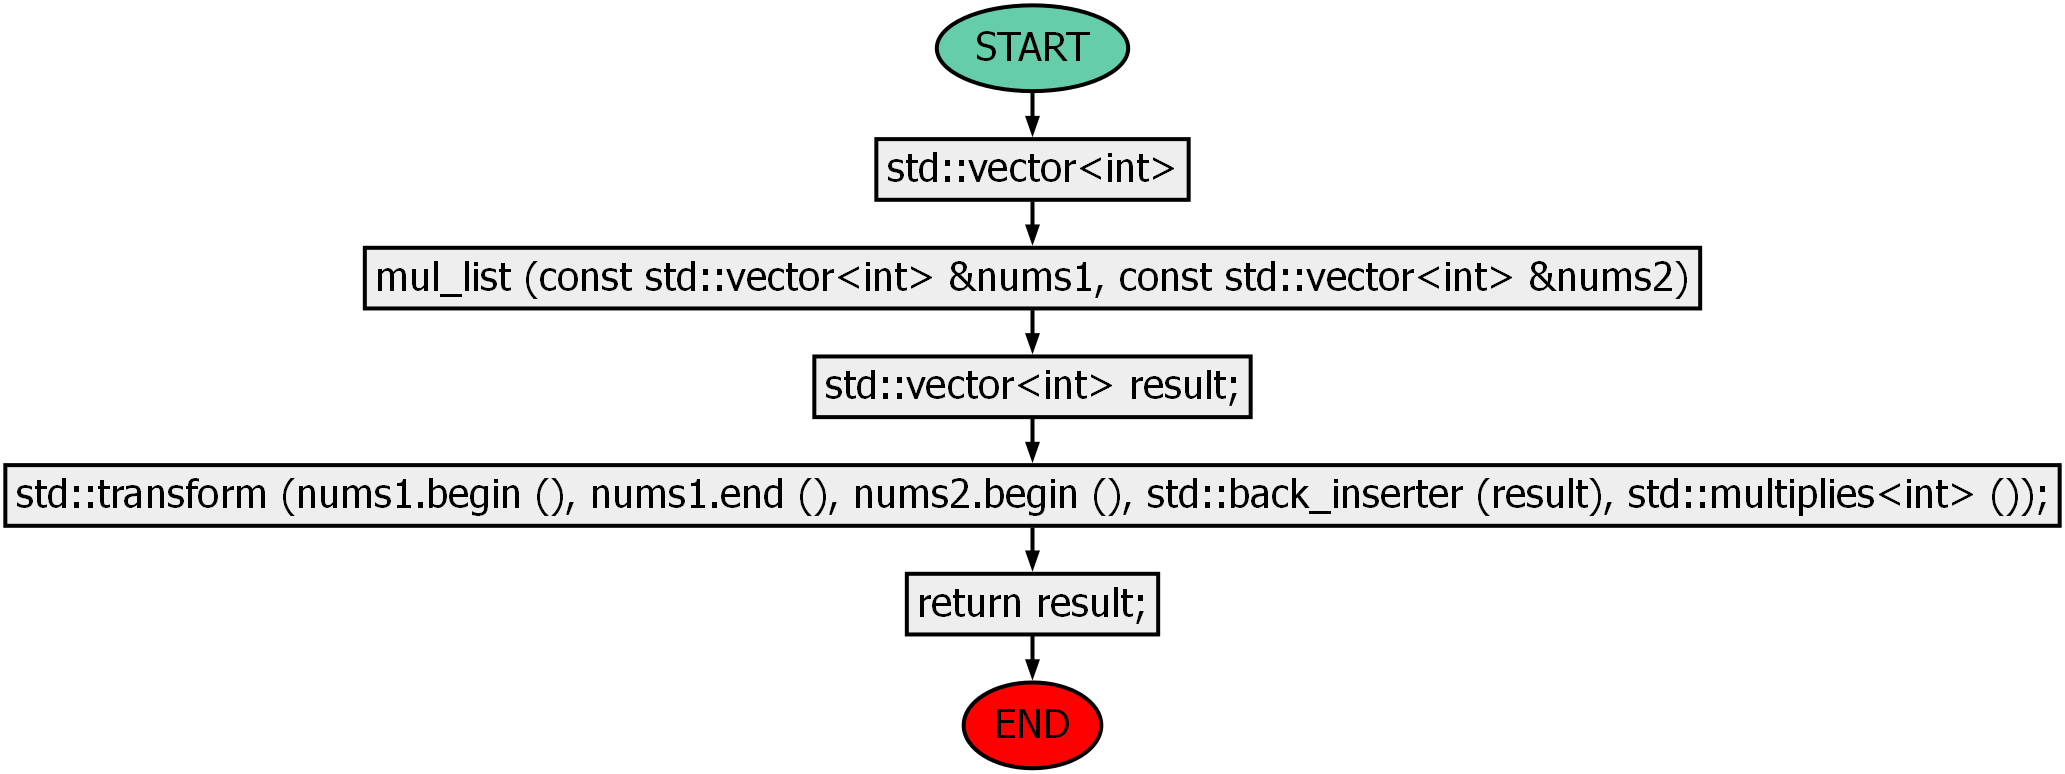 START
std::vector<int>
mul_list (const std::vector<int> &nums1, const std::vector<int> &nums2)
std::vector<int> result;
std::transform (nums1.begin (), nums1.end (), nums2.begin (), std::back_inserter (result), std::multiplies<int> ());
return result;
END